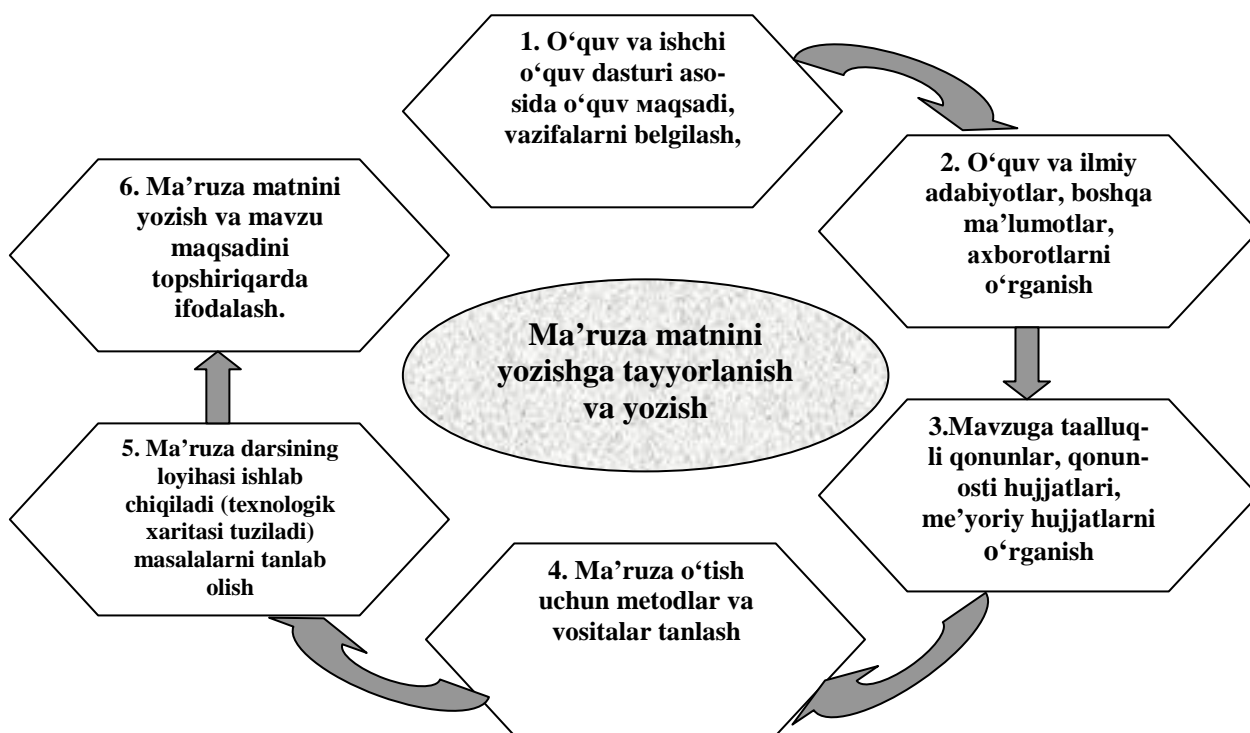 1. O‘quv va ishchi
o‘quv dasturi aso-
sida o‘quv мaqsadi,
vazifalarni belgilash,
2. O‘quv va ilmiy
adabiyotlar, boshqa
ma’lumotlar,
axborotlarni
o‘rganish
3.Mavzuga taalluq-
li qonunlar, qonun-
osti hujjatlari,
me’yoriy hujjatlarni
o‘rganish
4. Ma’ruza o‘tish
uchun metodlar va
vositalar tanlash
5. Ma’ruza darsining
loyihasi ishlab
chiqiladi (texnologik
xaritasi tuziladi)
masalalarni tanlab
olish
6. Ma’ruza matnini
yozish va mavzu
maqsadini
topshiriqarda
ifodalash.
Ma’ruza matnini
yozishga tayyorlanish
va yozish